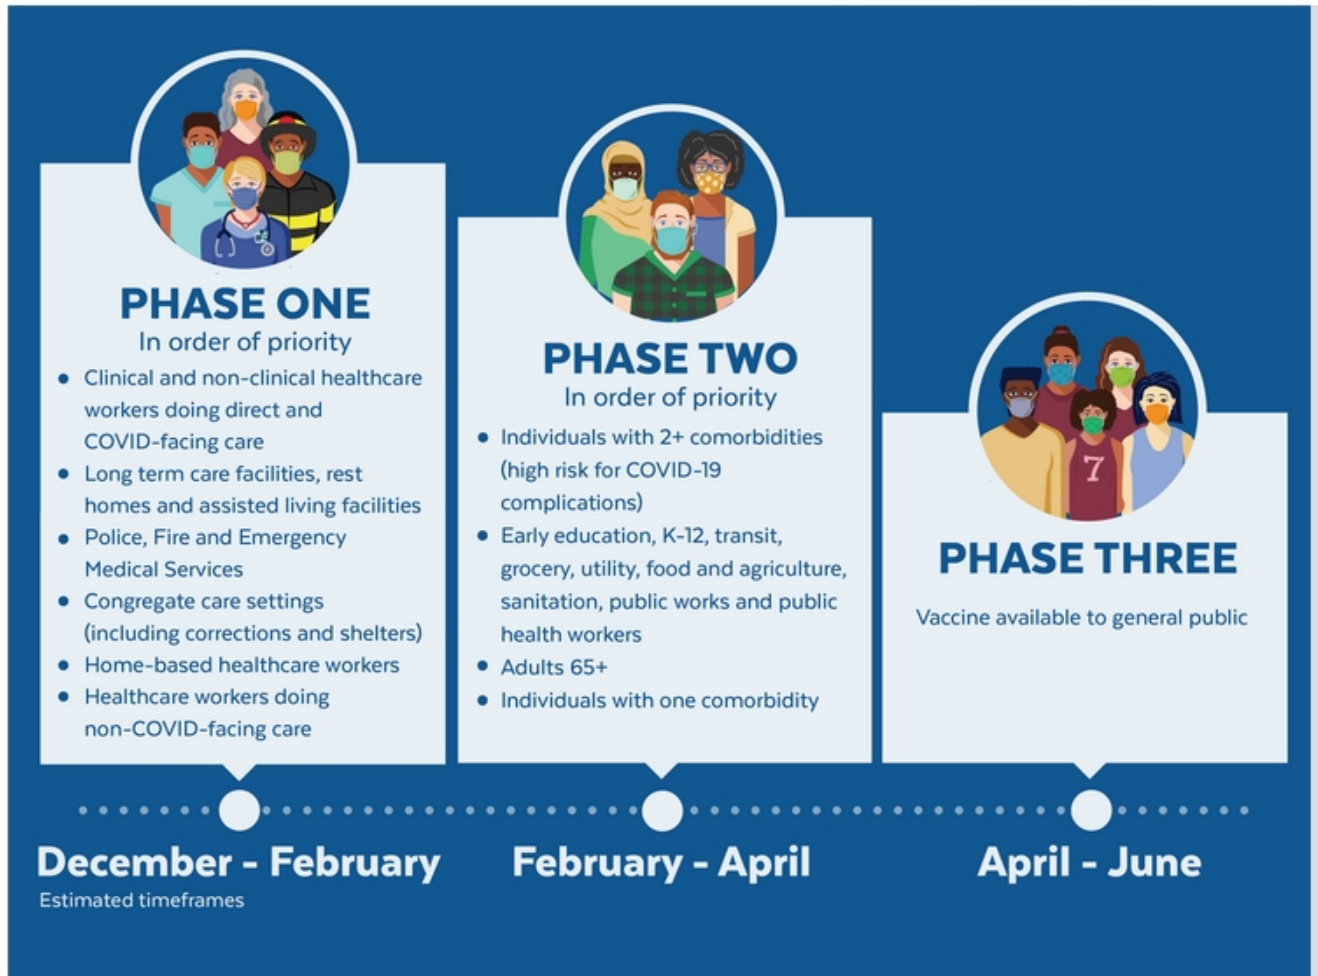 PHASE ONE
In order of priority
• Clinical and non-clinical healthcare
workers doing direct and
COVID-facing care
• Long term care facilities, rest
homes and assisted living facilities
• Police, Fire and Emergency
Medical Services
• Congregate care settings
(including corrections and shelters)
• Home-based healthcare workers
• Healthcare workers doing
non-COVID-facing care
PHASE TWO
In order of priority
• Individuals with 2+ comorbidities
(high risk for COVID-19
complications)
• Early education, K-12, transit,
grocery, utility, food and agriculture,
sanitation, public works and public
health workers
• Adults 65+
• Individuals with one comorbidity
7
PHASE THREE
Vaccine available to general public
December - February
Estimated timeframes
February - April
April - June